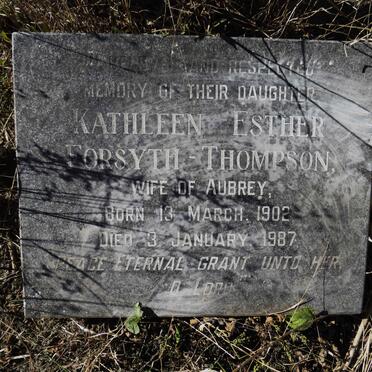 AND
MEMORY OF THEIR DAUGHTER
KATHLEEN ESTHER
FORSYTH-THOMPSON,
WIFE OF AUBREY,
BORN 13 MARCH, 1902
DIED 3 JANUARY 1987
PEACE ETERNAL GRANT UNTO HER,
O LORD